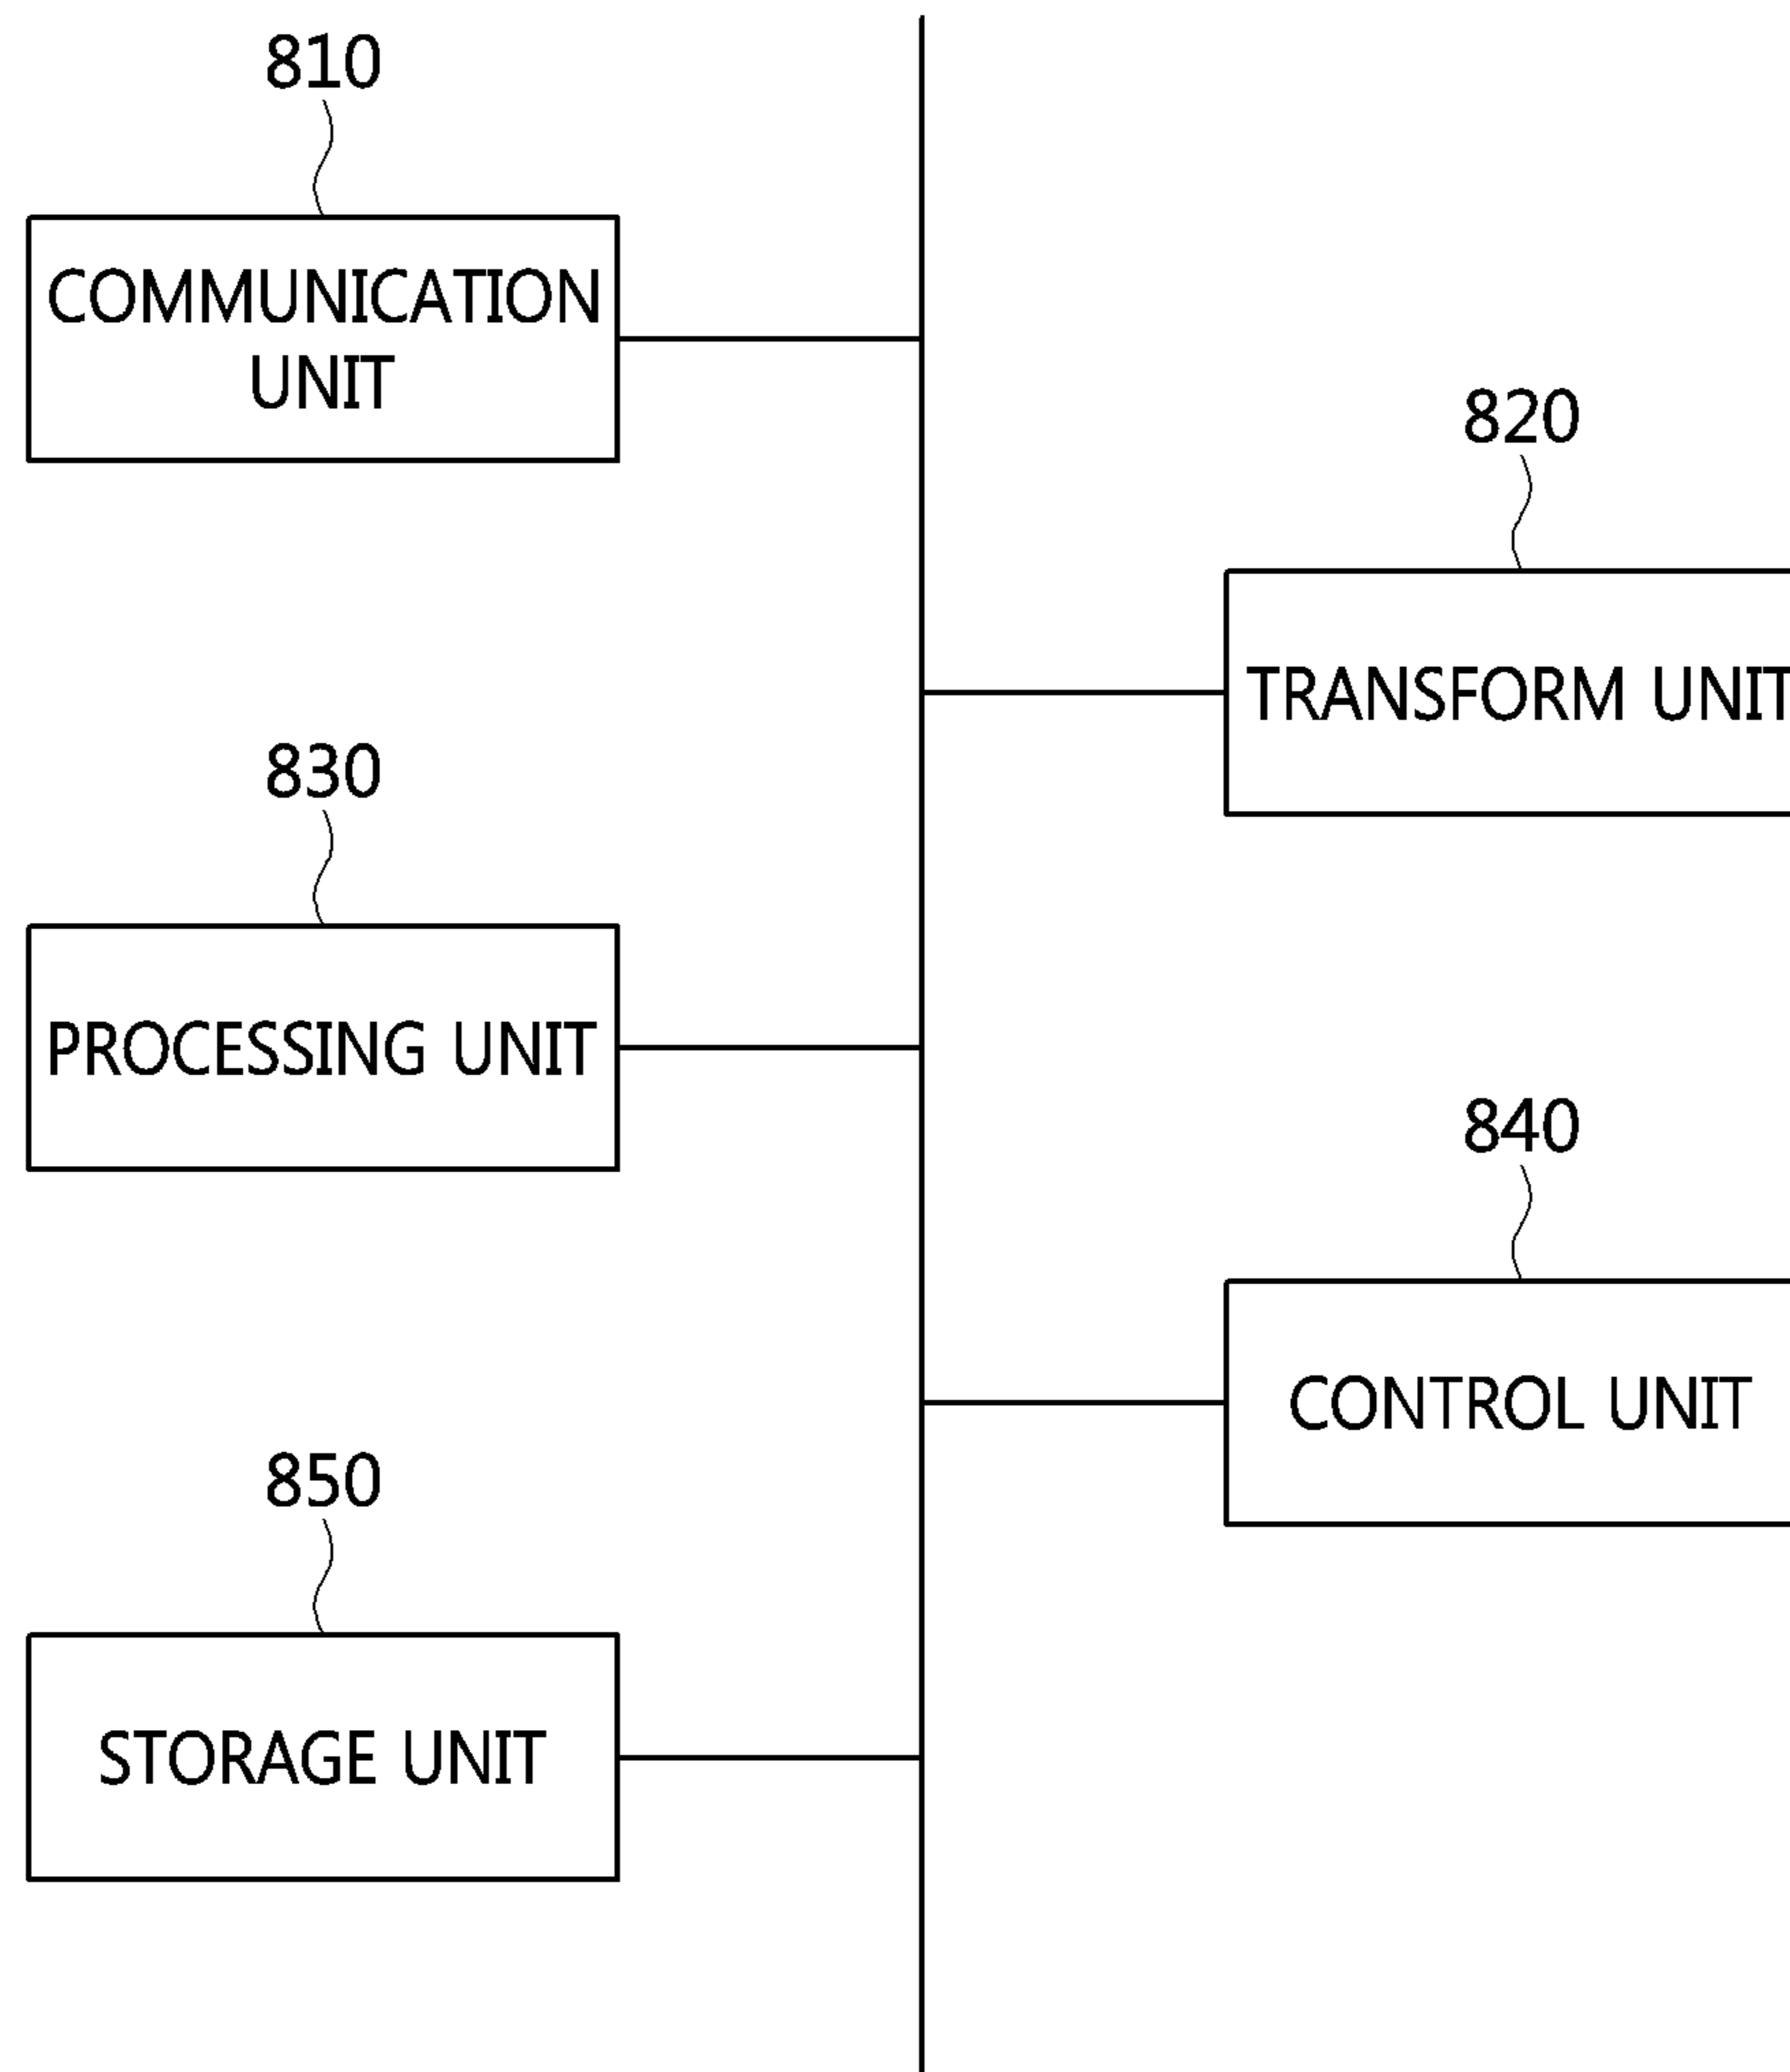 810
COMMUNICATION
UNIT
820
TRANSFORM UNIT
830
PROCESSING UNIT
840
CONTROL UNIT
850
STORAGE UNIT